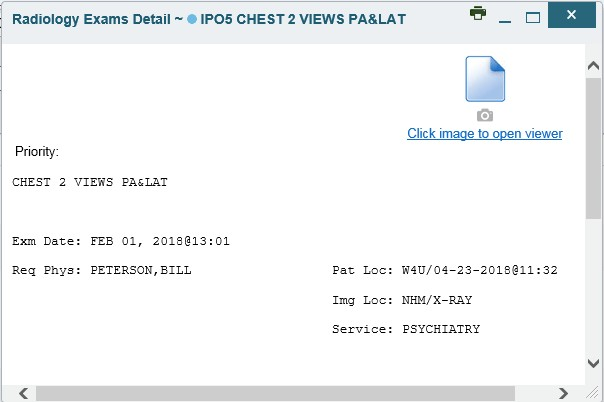 Radiology Exams Detail ~ IPO5 CHEST 2 VIEWS PA&LAT
Click image to open viewer
Priority:
CHEST 2 VIEWS PA&LAT
Exm Date: FEB 01, 2018@13:01
Req Phys: PETERSON,BILL Pat Loc: W4U/04-23-2018@11:32
Img Loc: NHM/X-RAY
Service: PSYCHIATRY